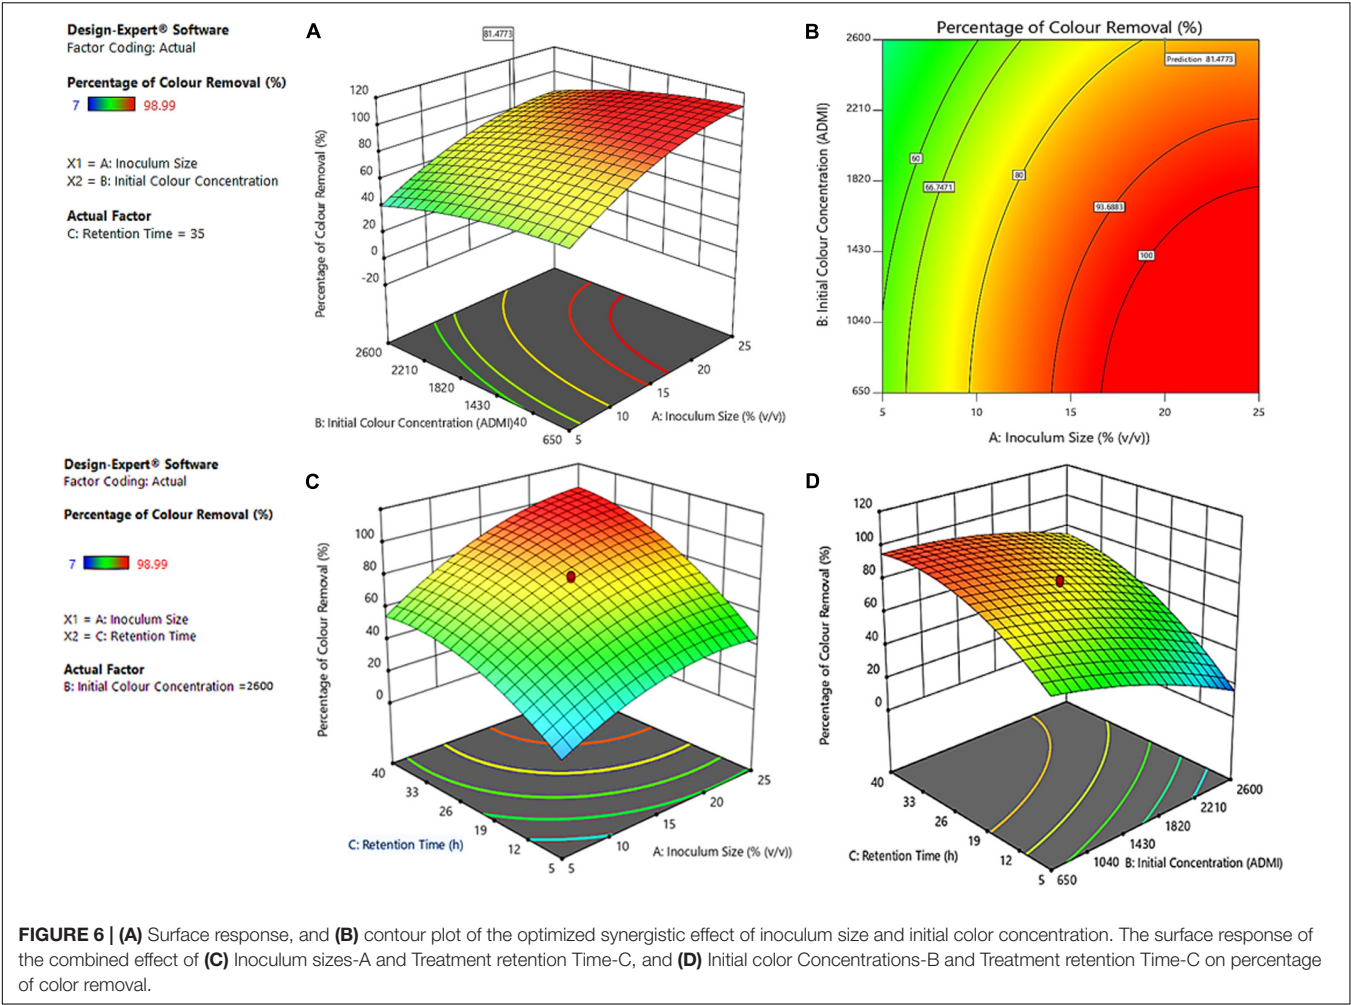 Design-Expert® Software
Factor Coding: Actual
Percentage of Colour Removal (%)
7 98.99
X1 = A: Inoculum Size
X2 = B: Initial Colour Concentration
Actual Factor
C: Retention Time = 35
A
81.4773
120
100
80
60
40
20
0
-20
Percentage of Colour Removal (%)
2600
2210
1820
1430
40
650
B: Initial Colour Concentration (ADMI)
5
10
15
20
25
A: Inoculum Size (% (v/v))
B
Percentage of Colour Removal (%)
2600
2210
1820
1430
1040
650
B: Initial Colour Concentration (ADMI)
Prediction 81.4773
60
66.7471
80
93.6883
100
5 10 15 20 25
A: Inoculum Size (% (v/v))
Design-Expert® Software
Factor Coding: Actual
Percentage of Colour Removal (%)
7 98.99
X1 = A: Inoculum Size
X2 = C: Retention Time
Actual Factor
B: Initial Colour Concentration =2600
C
100
80
60
40
20
0
Percentage of Colour Removal (%)
40
33
26
19
12
5
C: Retention Time (h)
5
10
15
20
25
A: Inoculum Size (% (v/v))
D
120
100
80
60
40
20
0
Percentage of Colour Removal (%)
40
33
26
19
12
5
C: Retention Time (h)
650
1040
1430
1820
2210
2600
B: Initial Concentration (ADMI)
FIGURE 6 | (A) Surface response, and (B) contour plot of the optimized synergistic effect of inoculum size and initial color concentration. The surface response of
the combined effect of (C) Inoculum sizes-A and Treatment retention Time-C, and (D) Initial color Concentrations-B and Treatment retention Time-C on percentage
of color removal.